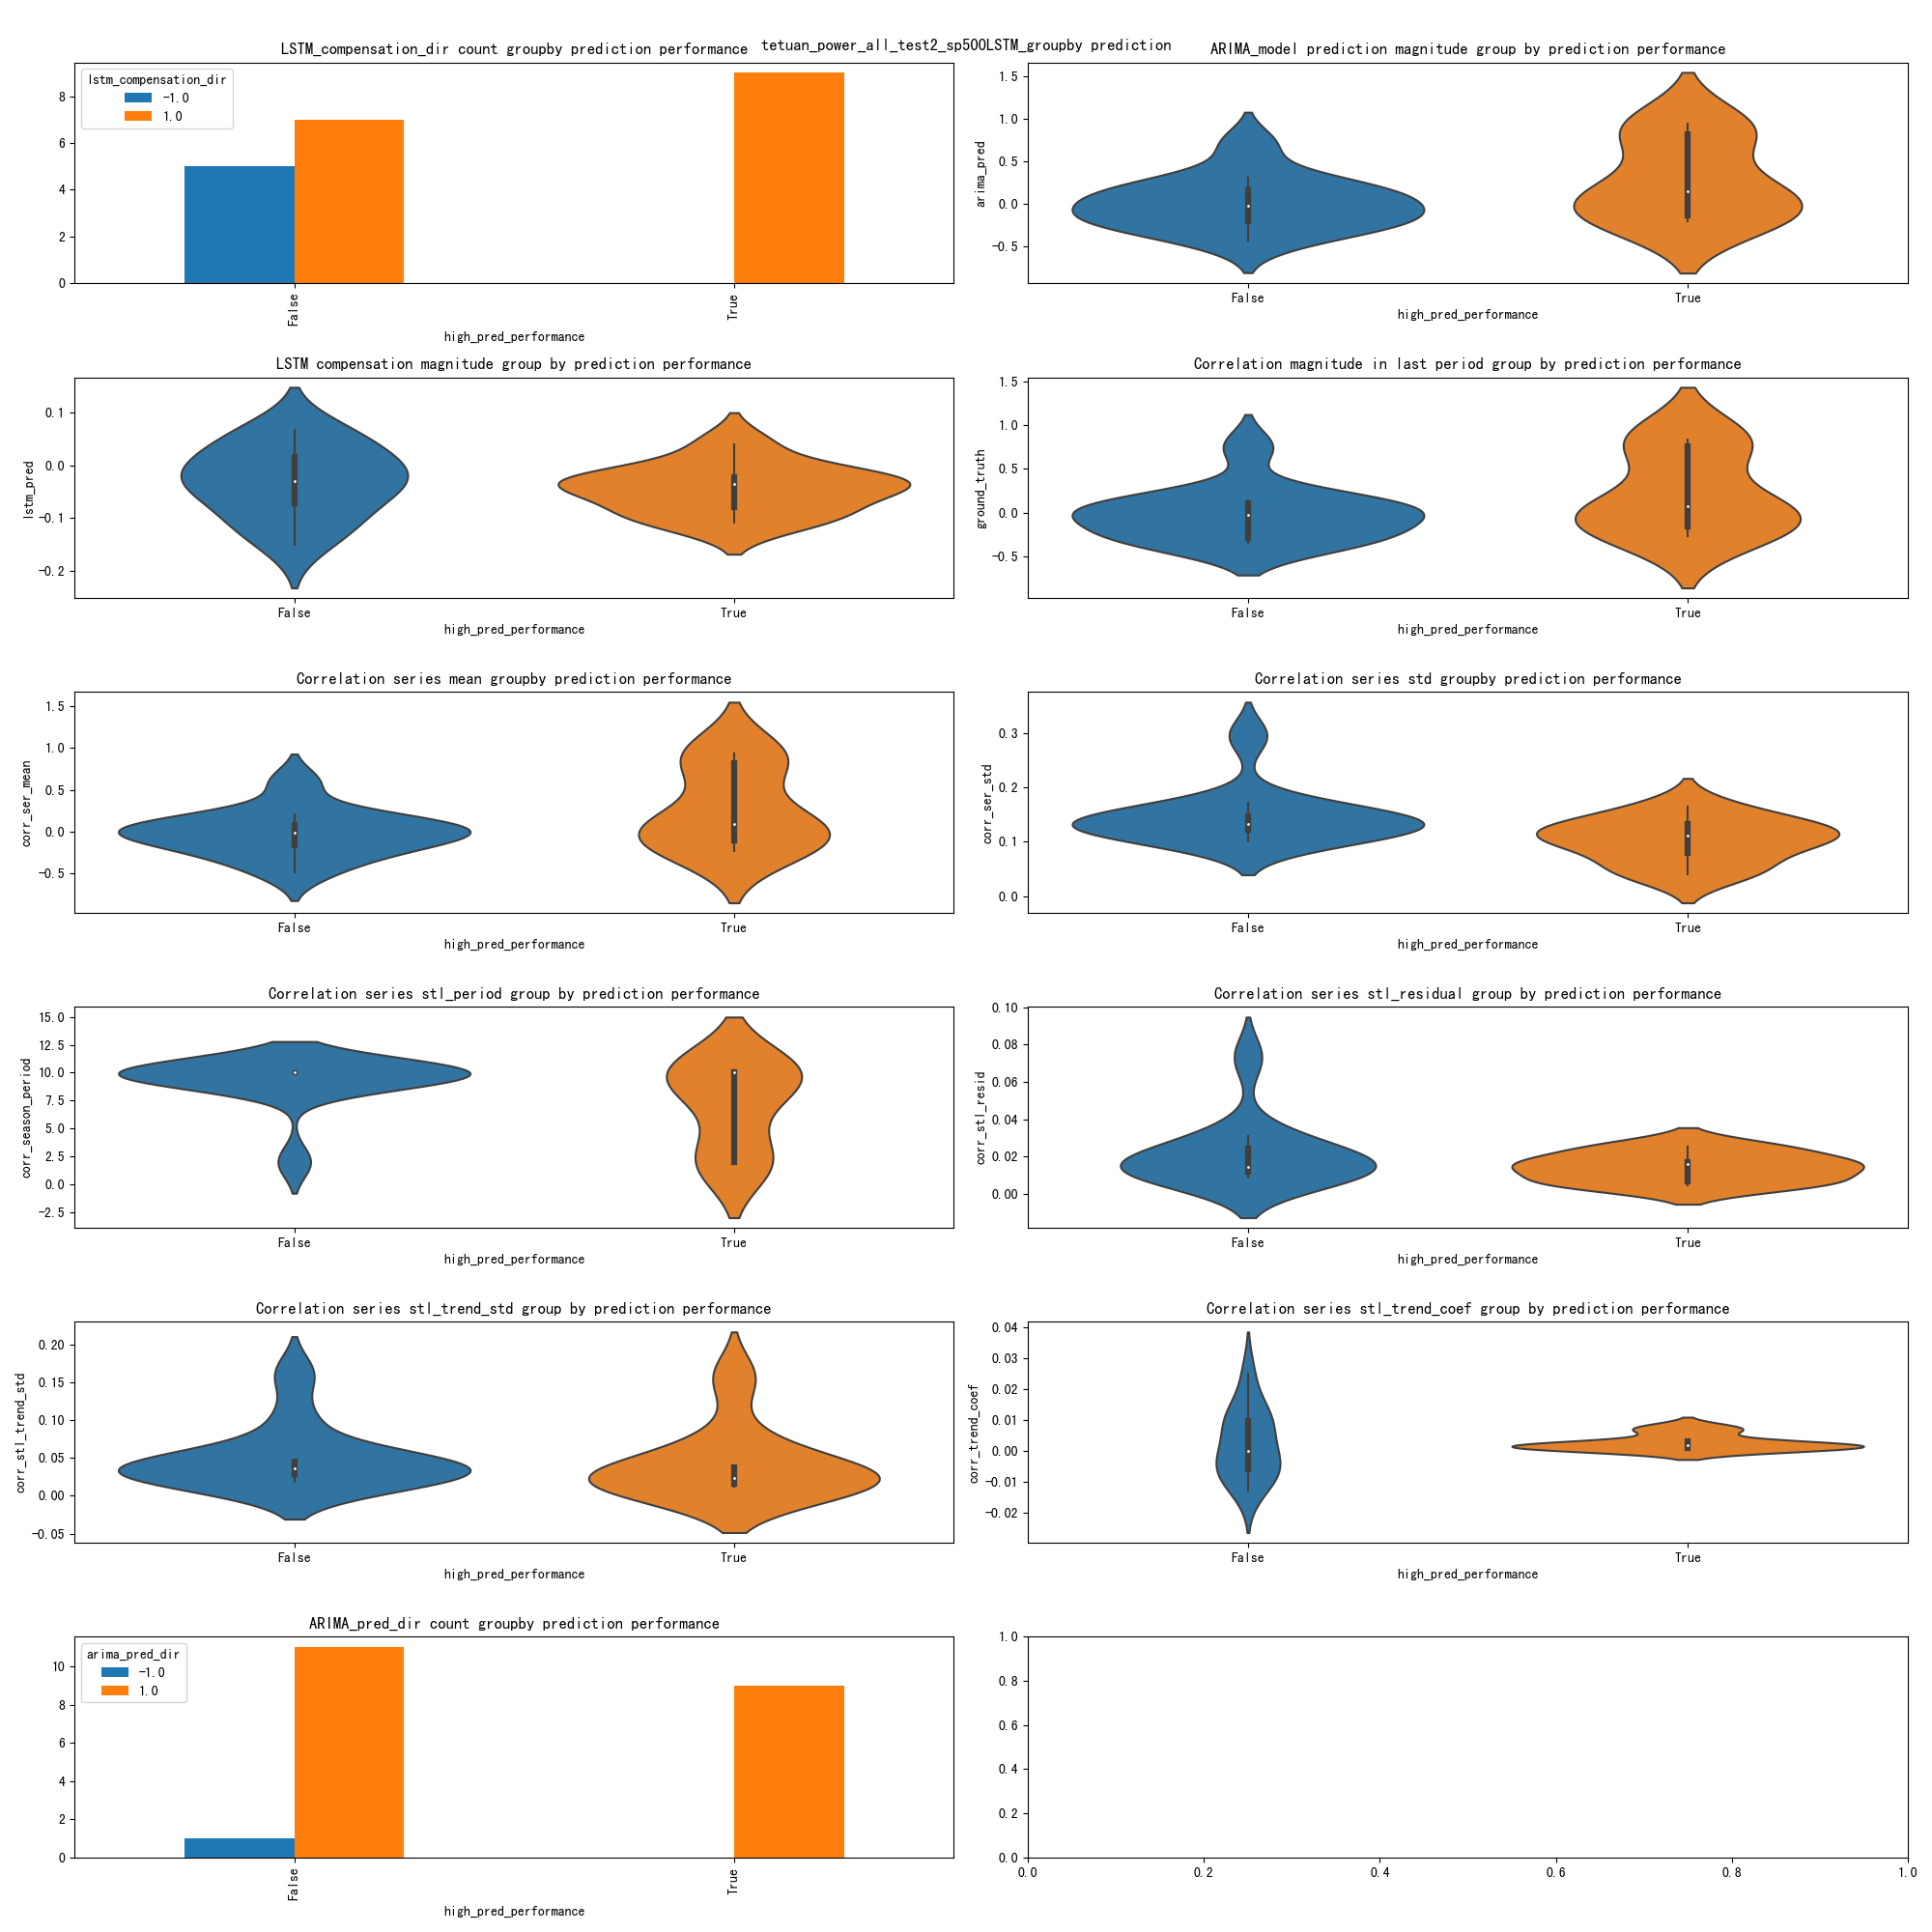 tetuan_power_all_test2_sp500LSTM_groupby prediction
LSTM_compensation_dir count groupby prediction performance
lstm_compensation_dir
-1.0
1.0
8
6
4
2
0
False
True
high_pred_performance
ARIMA_model prediction magnitude group by prediction performance
arima_pred
1.5
1.0
0.5
0.0
-0.5
False
True
high_pred_performance
LSTM compensation magnitude group by prediction performance
lstm_pred
0.1
0.0
-0.1
-0.2
False
True
high_pred_performance
Correlation magnitude in last period group by prediction performance
ground_truth
1.5
1.0
0.5
0.0
-0.5
False
True
high_pred_performance
Correlation series mean groupby prediction performance
corr_ser_mean
1.5
1.0
0.5
0.0
-0.5
False
True
high_pred_performance
Correlation series std groupby prediction performance
corr_ser_std
0.3
0.2
0.1
0.0
False
True
high_pred_performance
Correlation series stl_period group by prediction performance
corr_season_period
15.0
12.5
10.0
7.5
5.0
2.5
0.0
-2.5
False
True
high_pred_performance
Correlation series stl_residual group by prediction performance
corr_stl_resid
0.10
0.08
0.06
0.04
0.02
0.00
False
True
high_pred_performance
Correlation series stl_trend_std group by prediction performance
corr_stl_trend_std
0.20
0.15
0.10
0.05
0.00
-0.05
False
True
high_pred_performance
Correlation series stl_trend_coef group by prediction performance
corr_trend_coef
0.04
0.03
0.02
0.01
0.00
-0.01
-0.02
False
True
high_pred_performance
ARIMA_pred_dir count groupby prediction performance
arima_pred_dir
-1.0
1.0
10
8
6
4
2
0
False
True
high_pred_performance
1.0
0.8
0.6
0.4
0.2
0.0
0.0
0.2
0.4
0.6
0.8
1.0